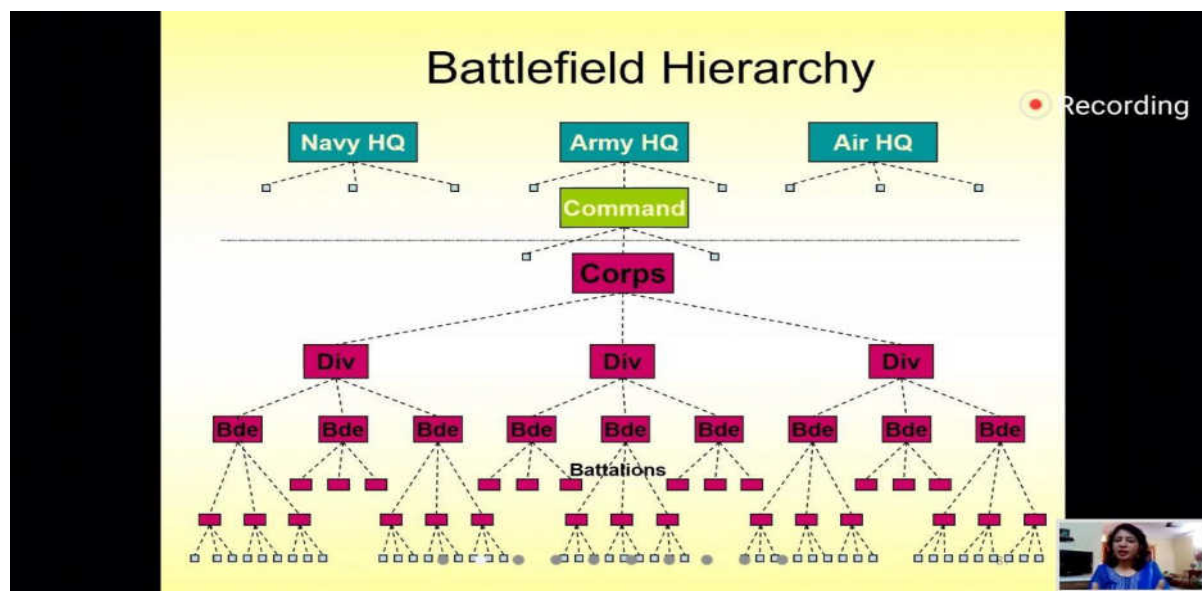 Battlefield Hierarchy
Recording
Navy HQ Army HQ Air HQ
Command
Corps
Div Div Div
Bde Bde Bde Bde Bde Bde Bde Bde Bde
Battalions